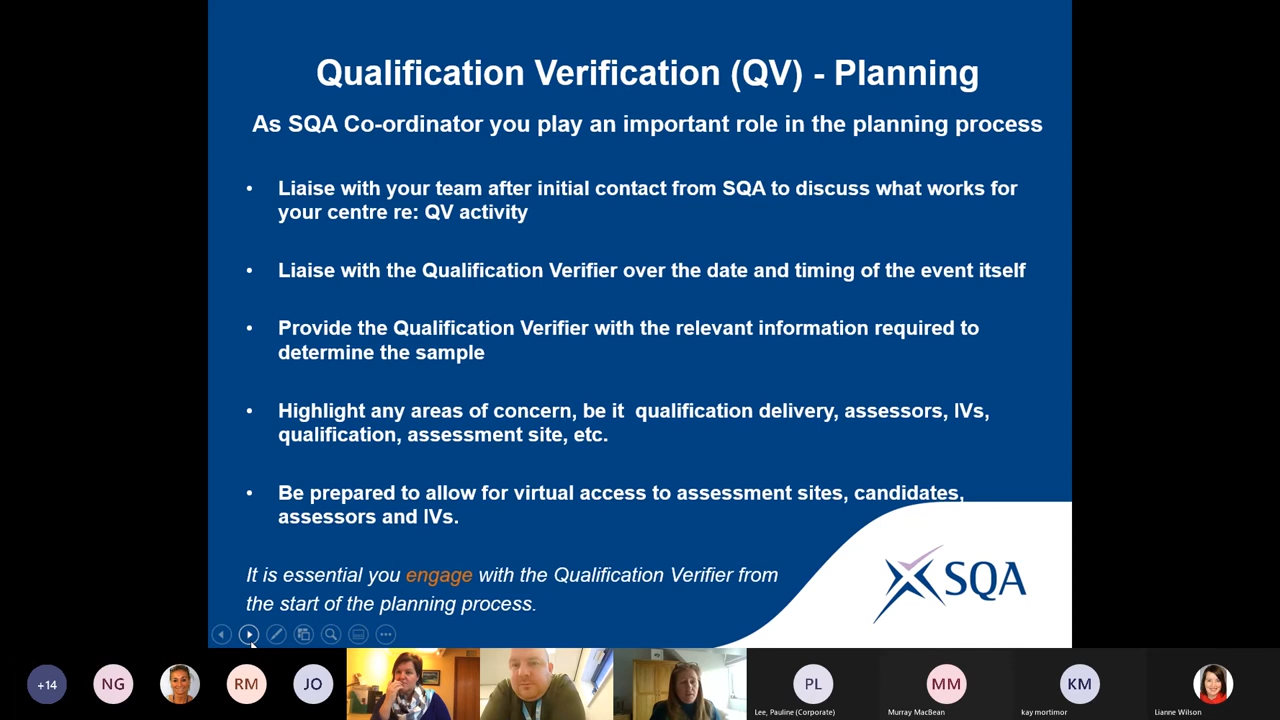 Qualification Verification (QV) - Planning
As SQA Co-ordinator you play an important role in the planning process
• Liaise with your team after initial contact from SQA to discuss what works for
your centre re: QV activity
• Liaise with the Qualification Verifier over the date and timing of the event itself
• Provide the Qualification Verifier with the relevant information required to
determine the sample
• Highlight any areas of concern, be it qualification delivery, assessors, IVs,
qualification, assessment site, etc.
• Be prepared to allow for virtual access to assessment sites, candidates,
assessors and IVs.
It is essential you engage with the Qualification Verifier from
the start of the planning process.
SQA
+14 NG RM JO PL MM KM
Lee, Pauline (Corporate) Murray MacBean kay mortimor Lianne Wilson